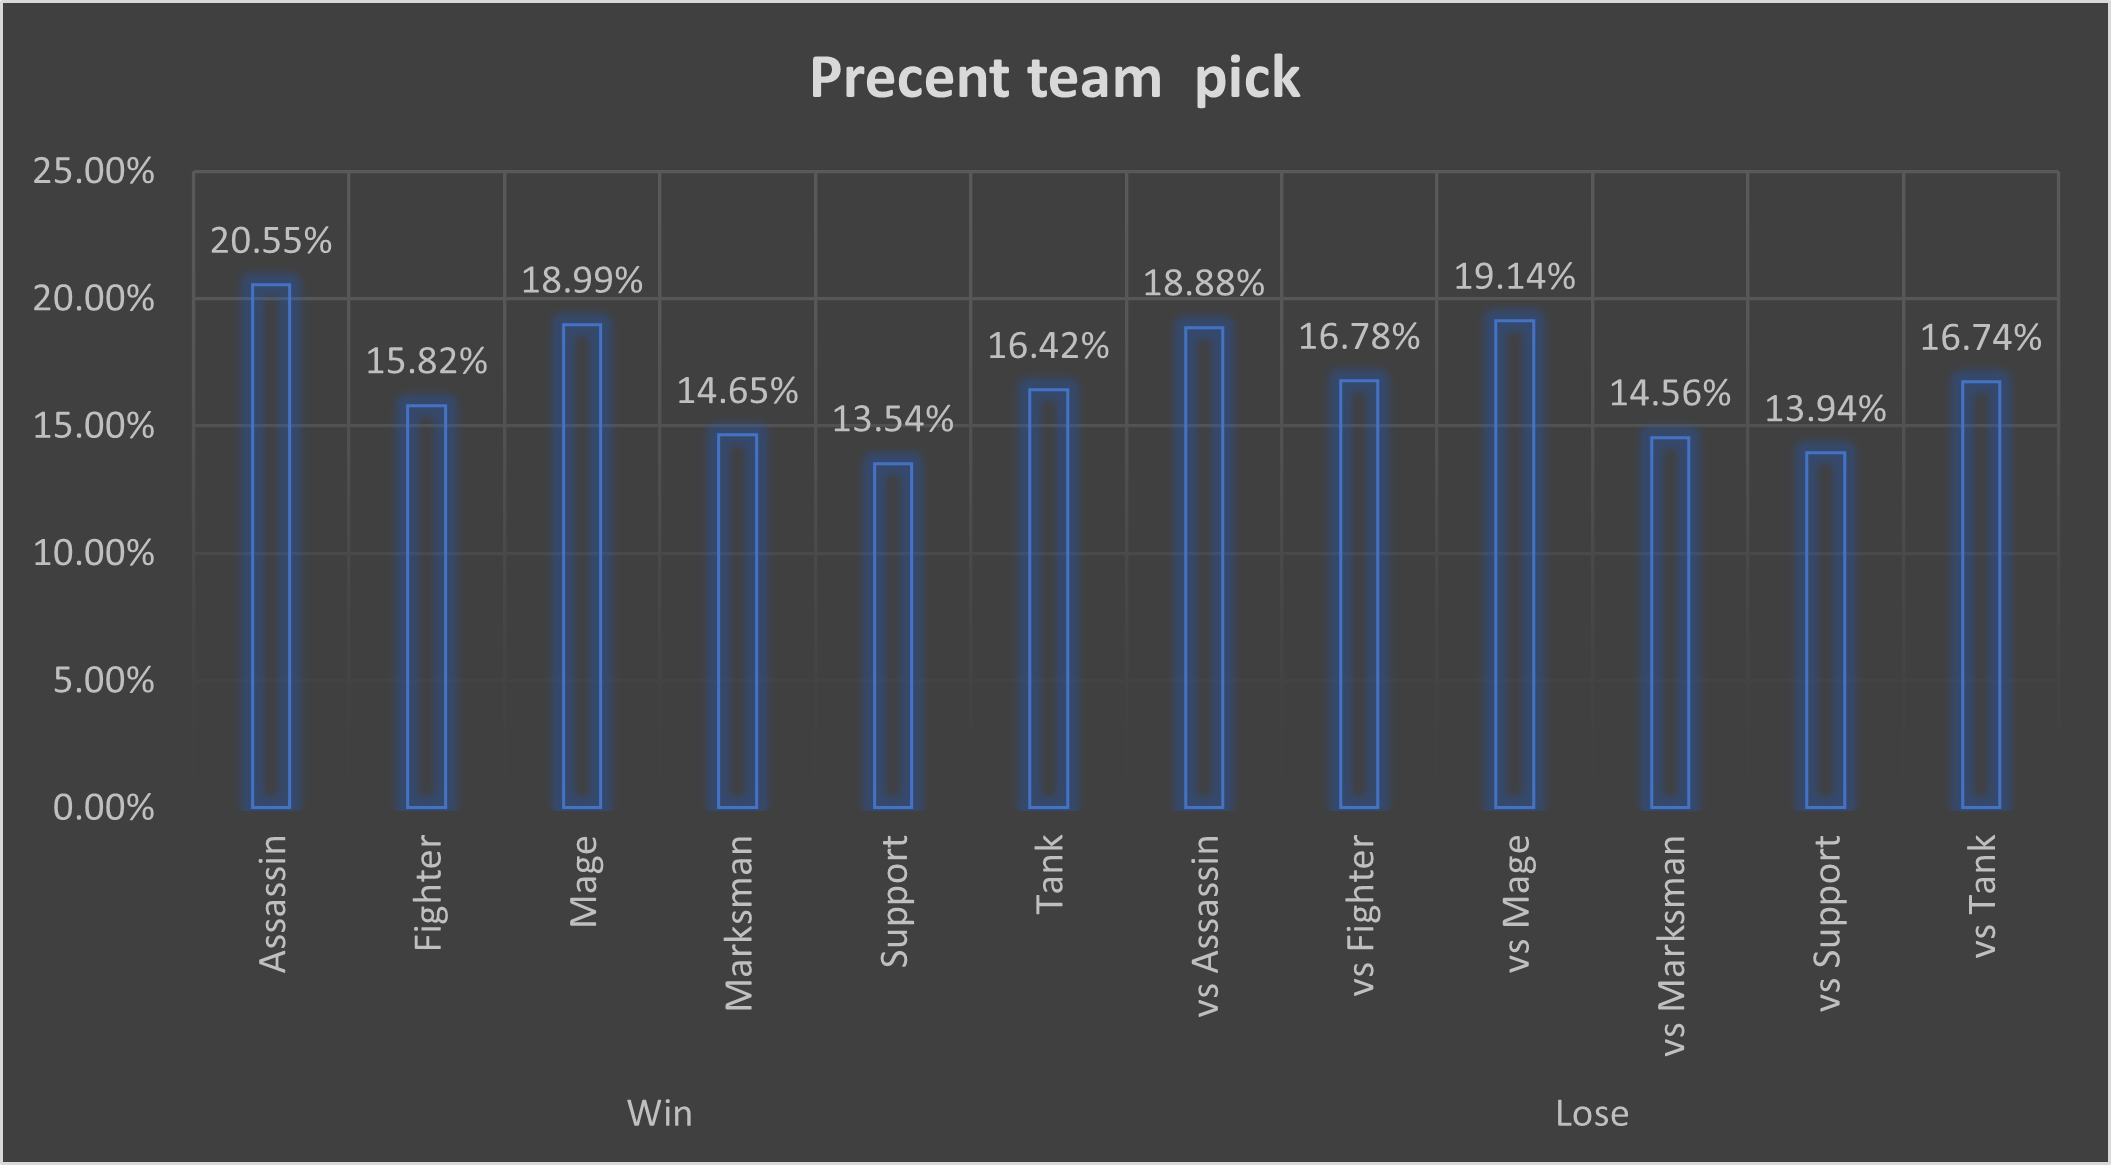 Precent team  pick
25.00%
20.00%
15.00%
10.00%
5.00%
0.00%
20.55%
15.82%
18.99%
14.65%
13.54%
16.42%
18.88%
16.78%
19.14%
14.56%
13.94%
16.74%
Assassin
Fighter
Mage
Marksman
Support
Tank
vs Assassin
vs Fighter
vs Mage
vs Marksman
vs Support
vs Tank
Win
Lose